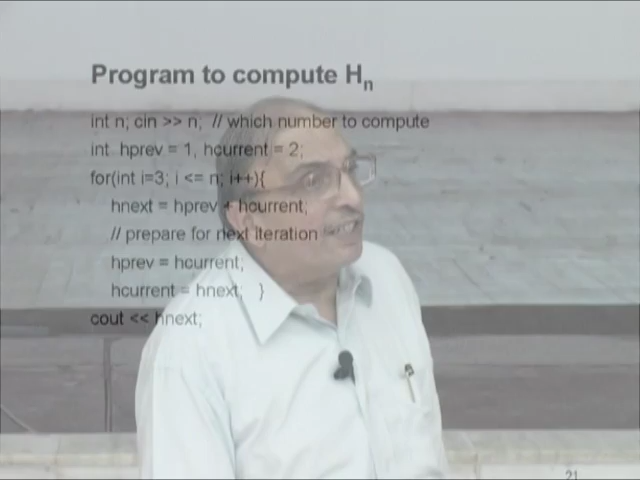 Program to compute Hn
int n; cin >> n; // which number to compute
int hprev = 1, hcurrent = 2;
for(int i=3; i <= n; i++){
hnext = hprev + hcurrent;
// prepare for next iteration
hprev = hcurrent;
hcurrent = hnext; }
cout << hnext;
21